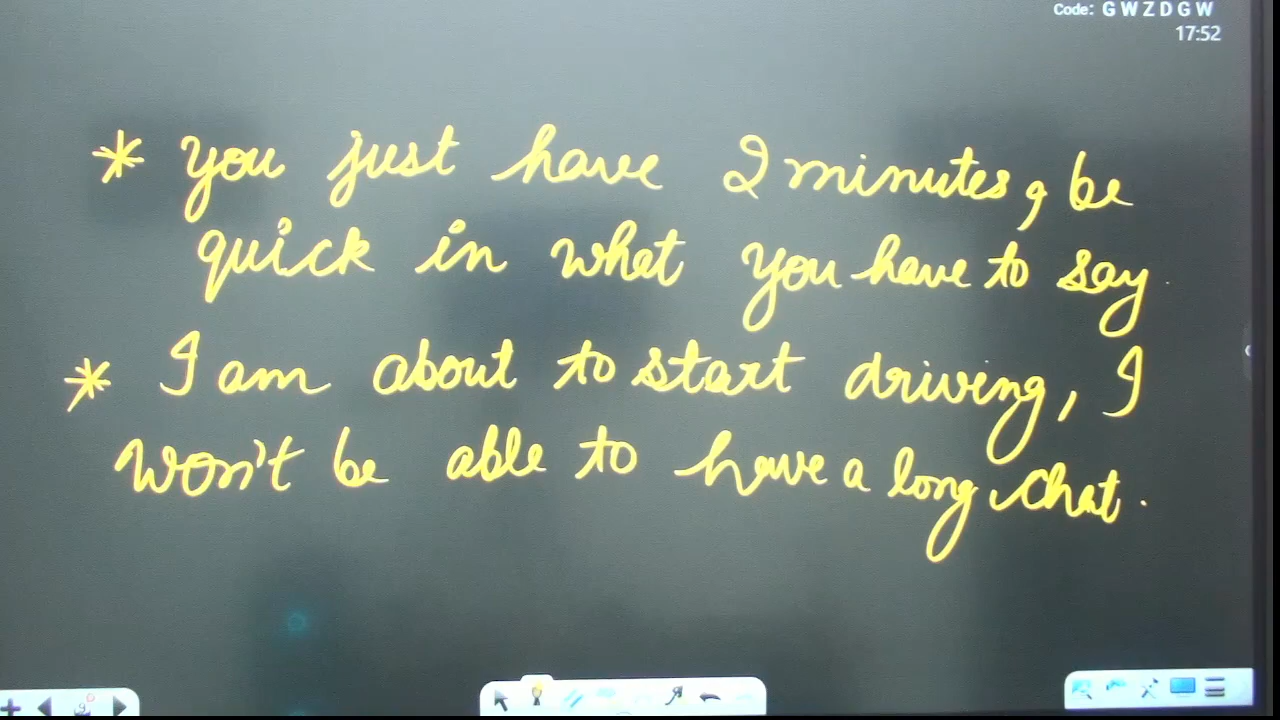 Code: GWZDGW
17:52
* you just have 2 minutes, be
quick in what you have to say.
* I am about to start driving, I
won't be able to have a long chat.